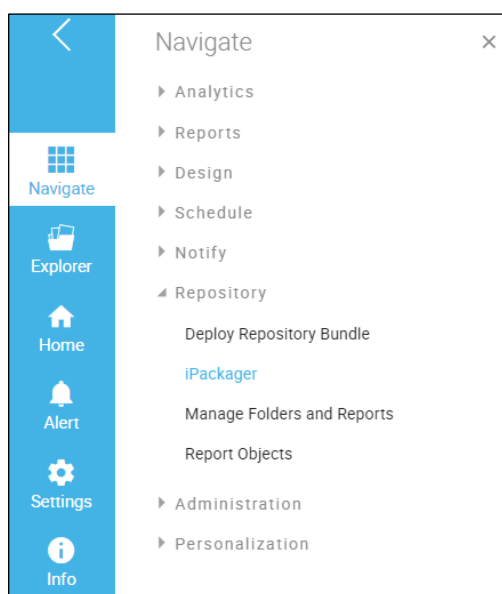 Navigate
Explorer
Home
Alert
Settings
Info
Navigate
Analytics
Reports
Design
Schedule
Notify
Repository
Deploy Repository Bundle
iPackager
Manage Folders and Reports
Report Objects
Administration
Personalization